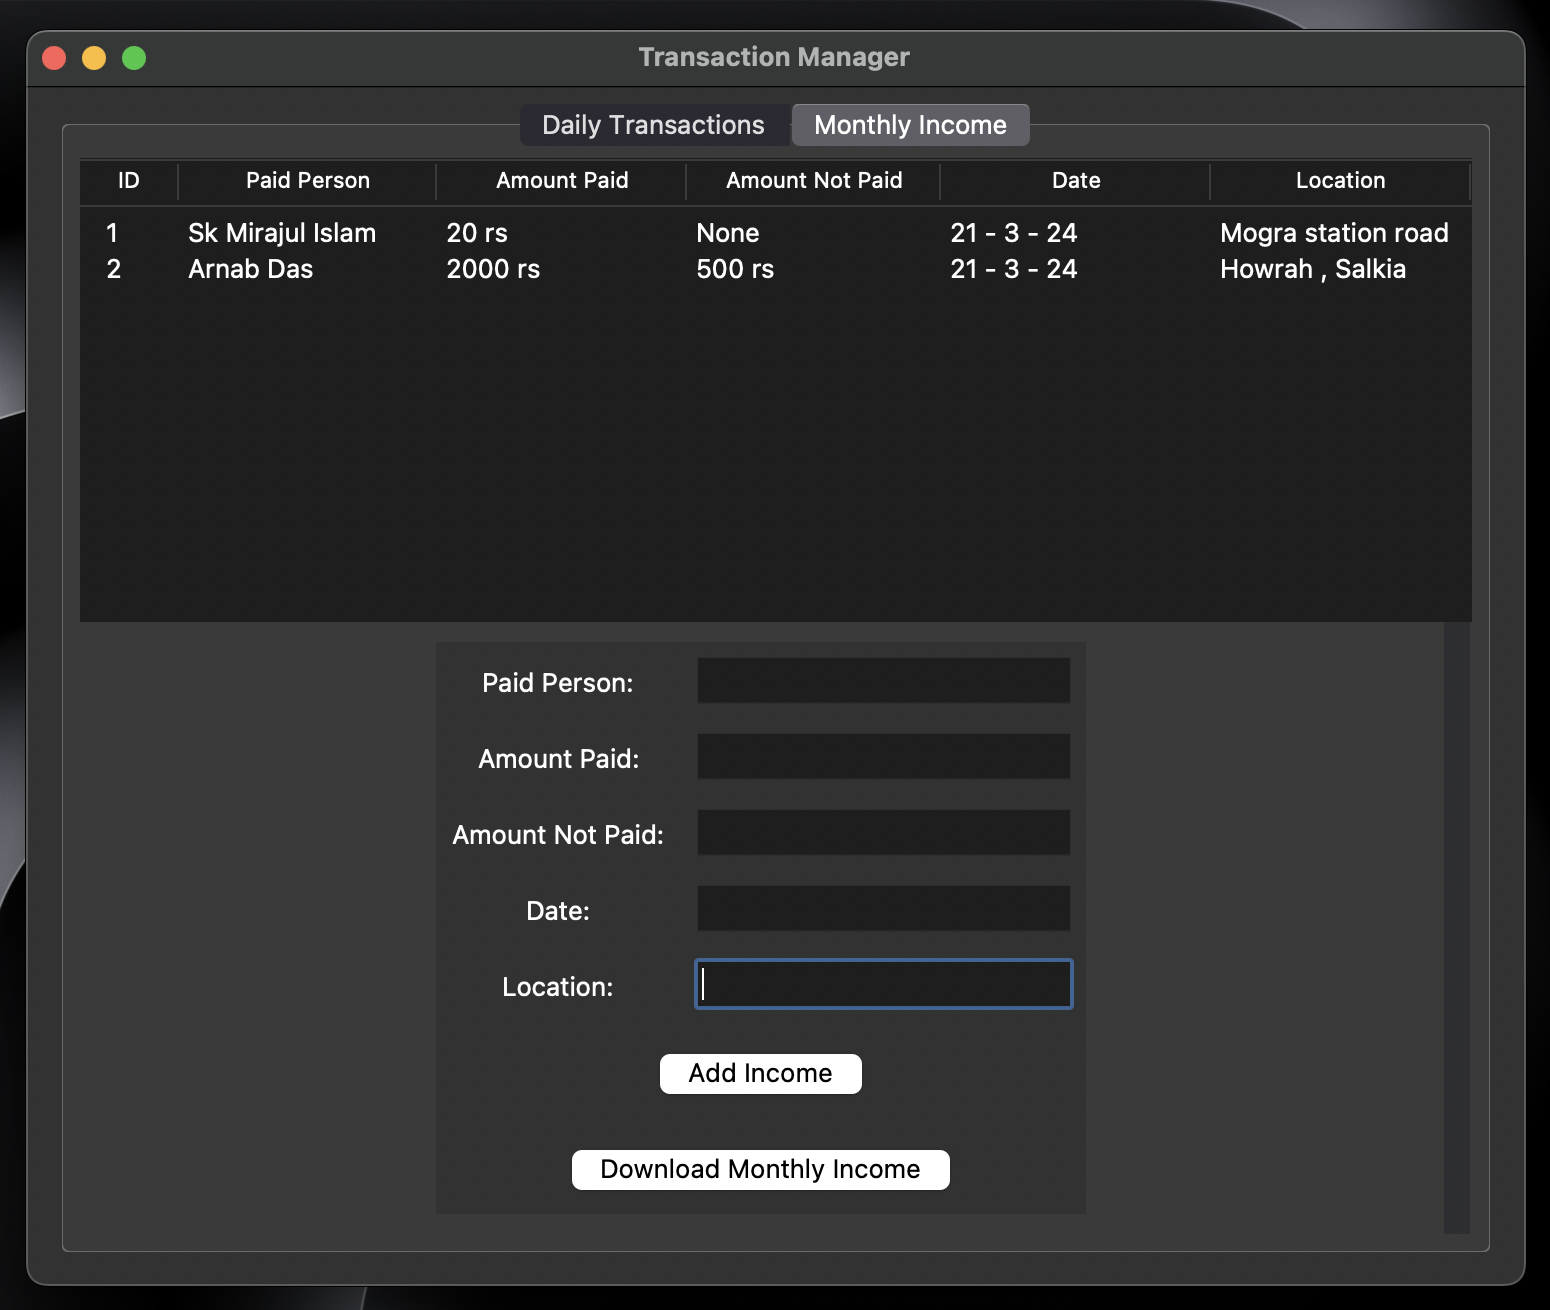 Transaction Manager
Daily Transactions Monthly Income
ID Paid Person Amount Paid Amount Not Paid Date Location
1 Sk Mirajul Islam 20 rs None 21 - 3 - 24 Mogra station road
2 Arnab Das 2000 rs 500 rs 21 - 3 - 24 Howrah , Salkia
Paid Person:
Amount Paid:
Amount Not Paid:
Date:
Location:
Add Income
Download Monthly Income